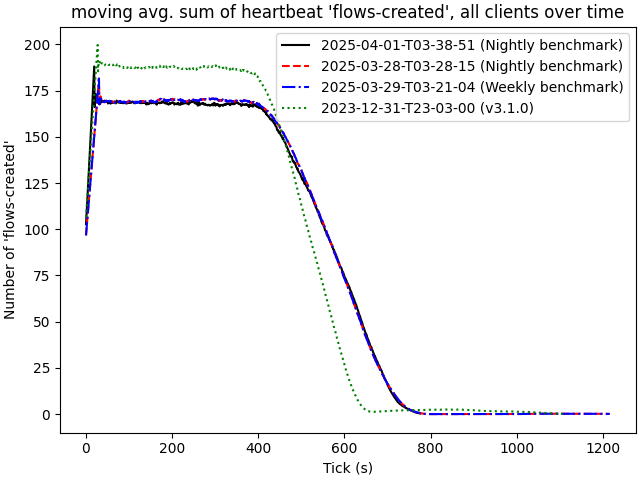 moving avg. sum of heartbeat 'flows-created', all clients over time
2025-04-01-T03-38-51 (Nightly benchmark)
2025-03-28-T03-28-15 (Nightly benchmark)
2025-03-29-T03-21-04 (Weekly benchmark)
2023-12-31-T23-03-00 (v3.1.0)
Number of 'flows-created'
200
175
150
125
100
75
50
25
0
0 200 400 600 800 1000 1200
Tick (s)